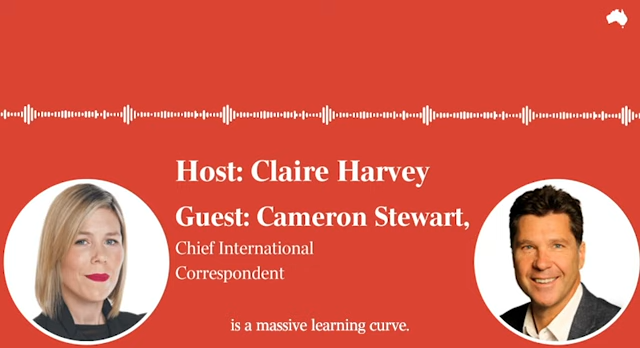 Host: Claire Harvey
Guest: Cameron Stewart,
Chief International
Correspondent
is a massive learning curve.